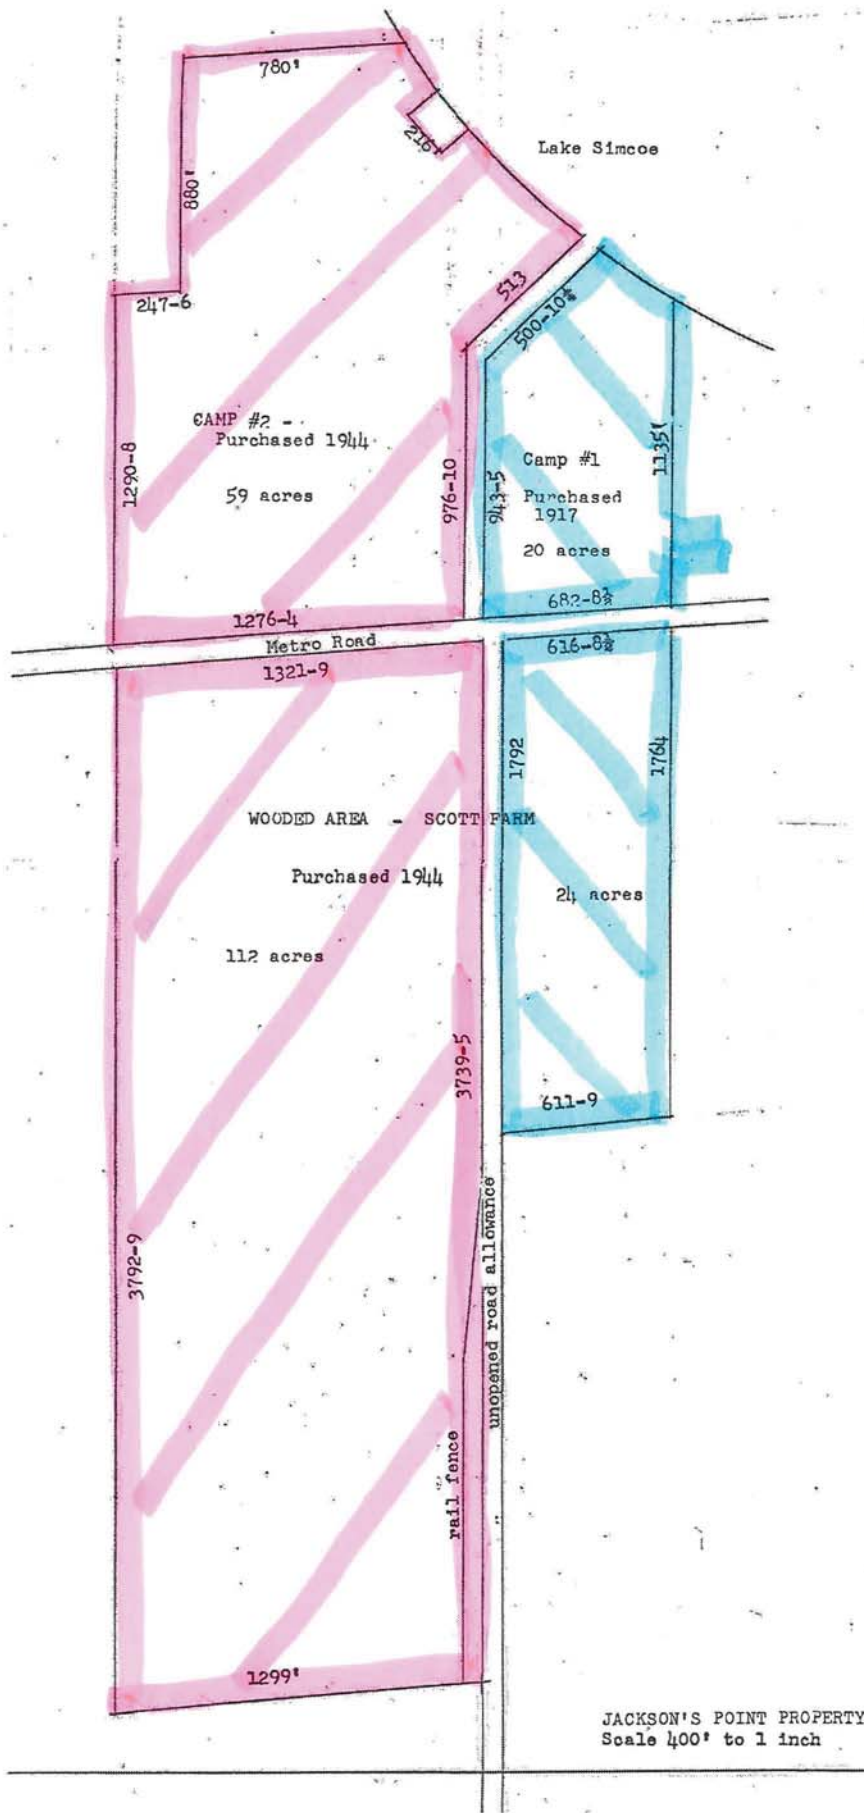 780'
216'
Lake Simcoe
880'
247-6
513
500-10¾
CAMP #2 -
Purchased 1944
59 acres
1290-8
976-10
943-5
Camp #1
Purchased
1917
20 acres
1135'
1276-4
682-8½
Metro Road
616-8½
1321-9
1792
1764
WOODED AREA - SCOTT FARM
Purchased 1944
24 acres
112 acres
3739-5
611-9
3792-9
unopened road allowance
rail fence
1299'
JACKSON'S POINT PROPERTY
Scale 400' to 1 inch